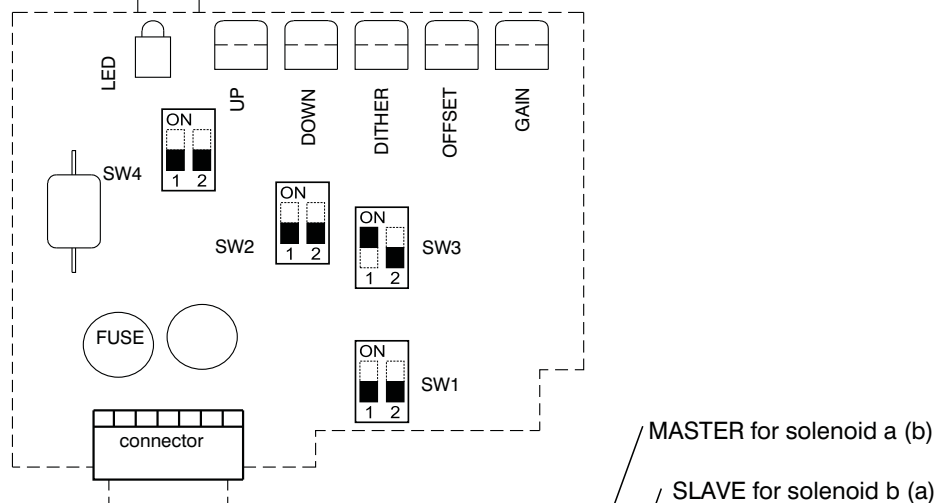 LED
UP
DOWN
DITHER
OFFSET
GAIN
ON
1 2
SW4
ON
1 2
SW2
ON
1 2
SW3
FUSE
ON
1 2
SW1
connector
MASTER for solenoid a (b)
SLAVE for solenoid b (a)